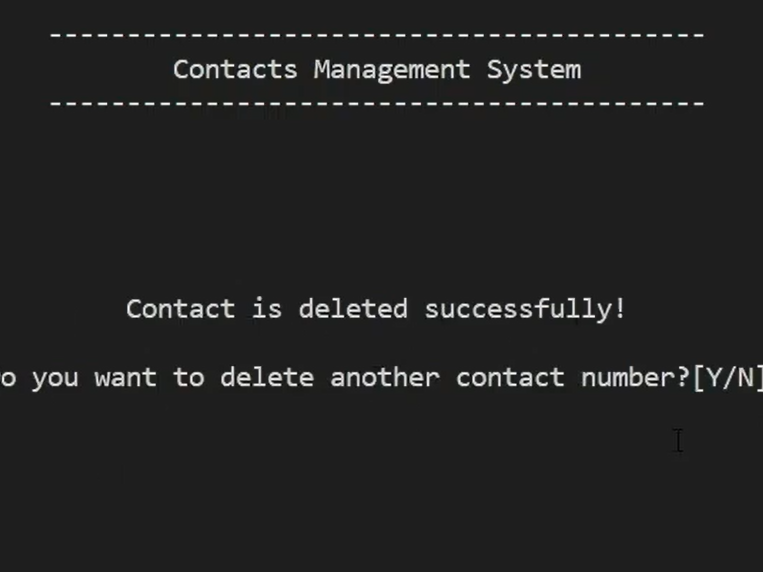 ------------------------------------------
Contacts Management System
------------------------------------------
Contact is deleted successfully!
o you want to delete another contact number?[Y/N]